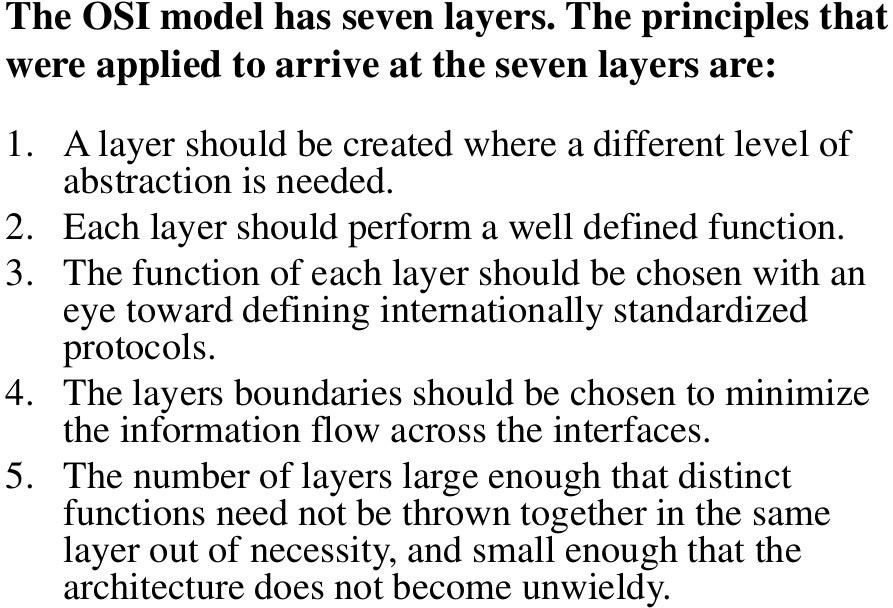 The OSI model has seven layers. The principles that
were applied to arrive at the seven layers are:
1. A layer should be created where a different level of
abstraction is needed.
2. Each layer should perform a well defined function.
3. The function of each layer should be chosen with an
eye toward defining internationally standardized
protocols.
4. The layers boundaries should be chosen to minimize
the information flow across the interfaces.
5. The number of layers large enough that distinct
functions need not be thrown together in the same
layer out of necessity, and small enough that the
architecture does not become unwieldy.